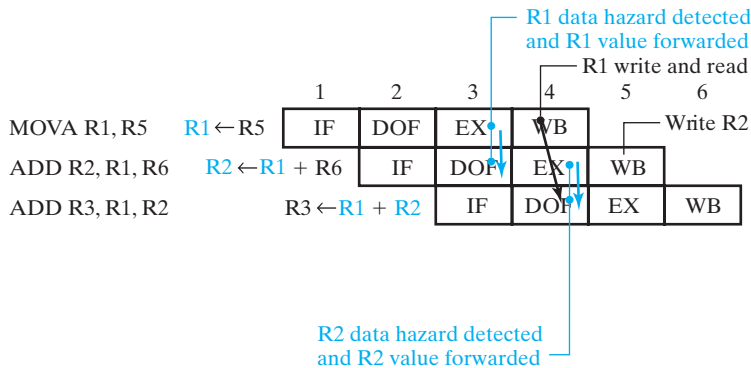 R1 data hazard detected
and R1 value forwarded
R1 write and read
1 2 3 4 5 6
MOVA R1, R5 R1 ← R5 IF DOF EX WB Write R2
ADD R2, R1, R6 R2 ← R1 + R6 IF DOF EX WB
ADD R3, R1, R2 R3 ← R1 + R2 IF DOF EX WB
R2 data hazard detected
and R2 value forwarded